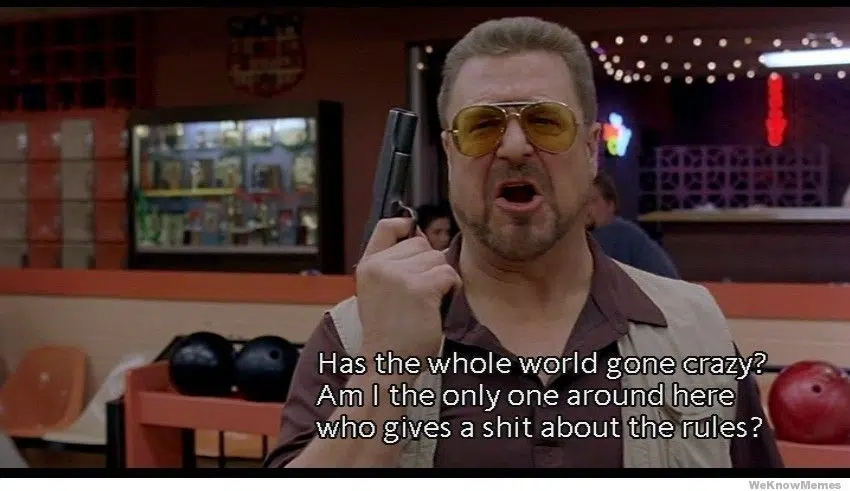 Has the whole world gone crazy?
Am I the only one around here
who gives a shit about the rules?
WeKnowMemes